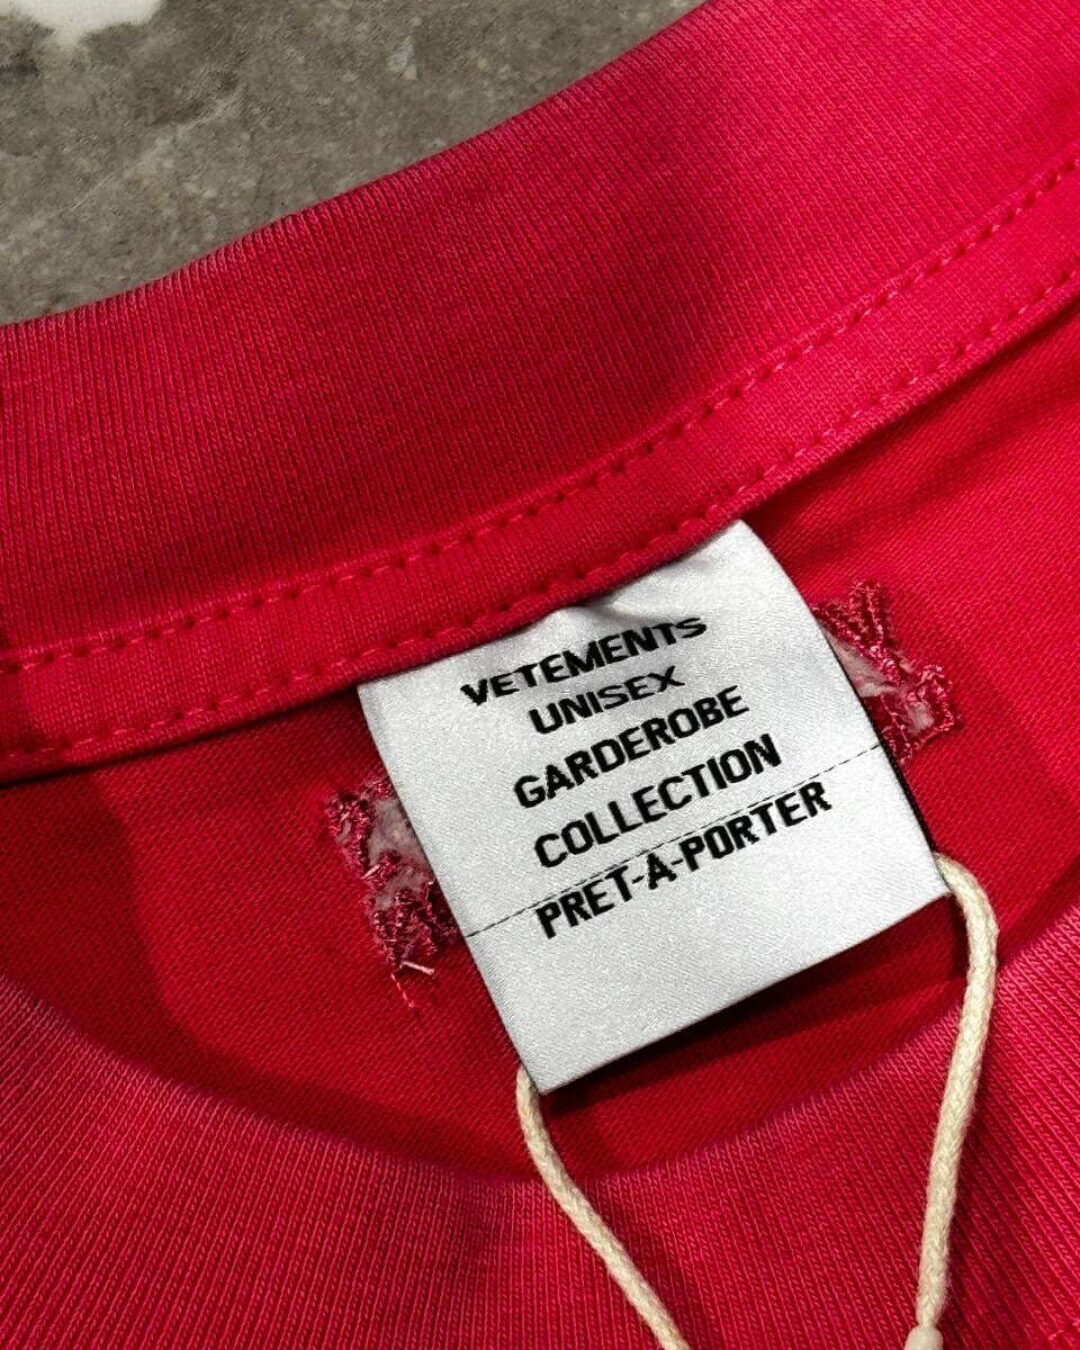 VETEMENTS
UNISEX
GARDEROBE
COLLECTION
PRET-A-PORTER